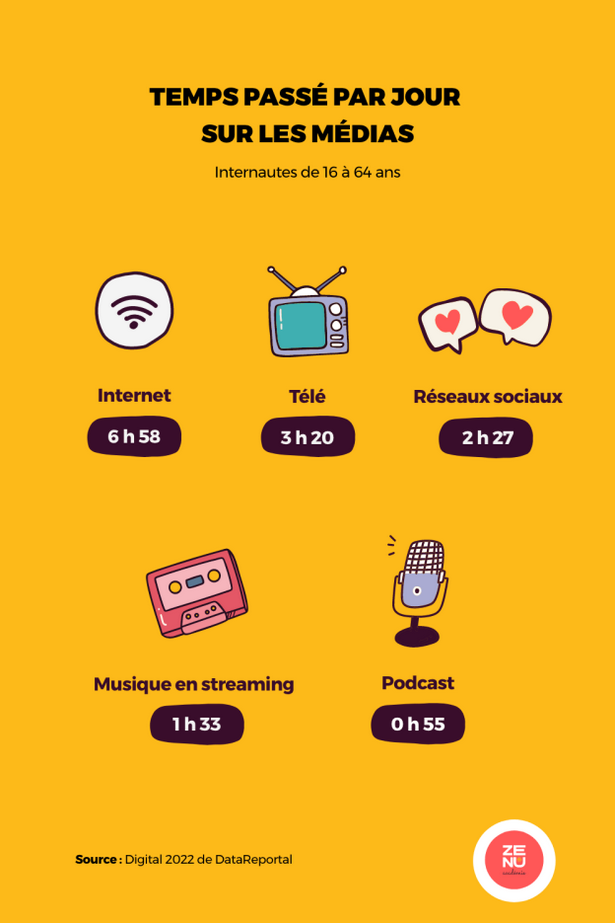 TEMPS PASSÉ PAR JOUR
SUR LES MÉDIAS
Internautes de 16 à 64 ans
Internet
6 h 58
Télé
3 h 20
Réseaux sociaux
2 h 27
Musique en streaming
1 h 33
Podcast
0 h 55
Source : Digital 2022 de DataReportal
ZE
NU
academie